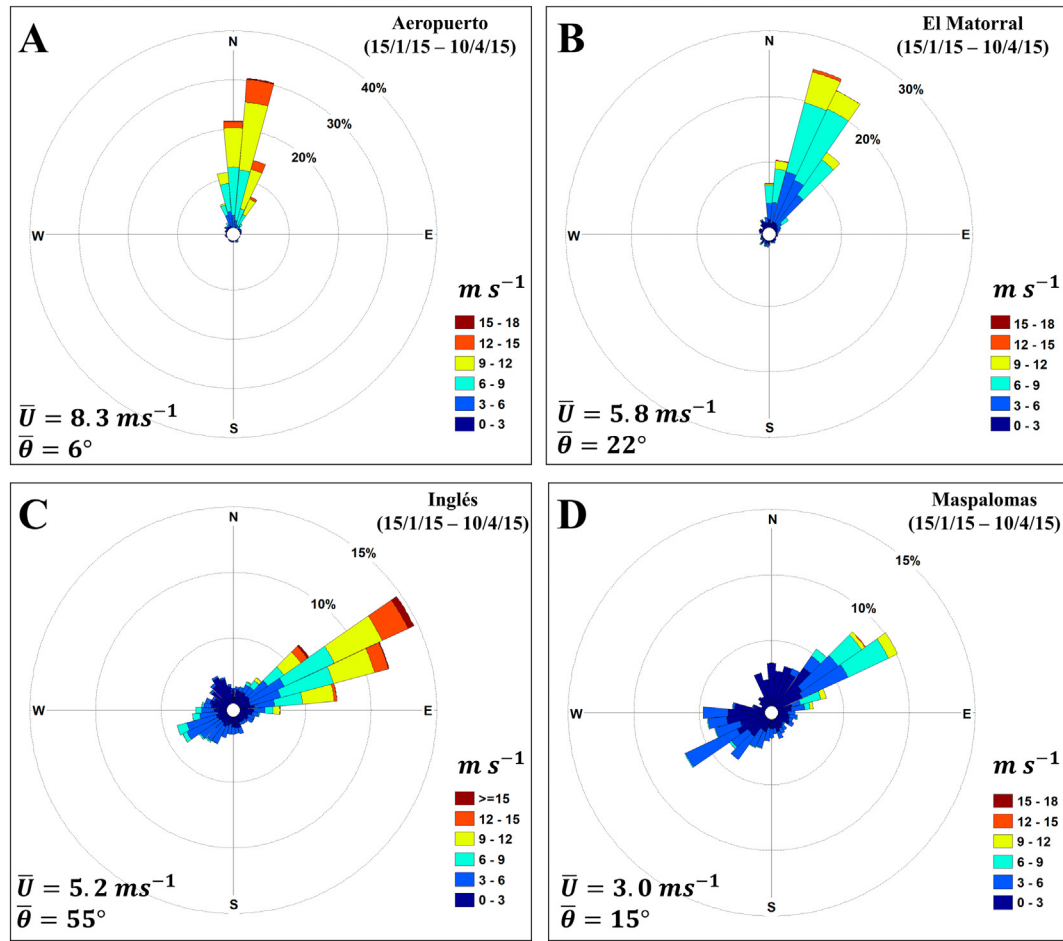 A
Aeropuerto
(15/1/15 – 10/4/15)
N
40%
30%
20%
W
E
S
m s⁻¹
15 - 18
12 - 15
9 - 12
6 - 9
3 - 6
0 - 3
U̅ = 8.3 ms⁻¹
θ̅ = 6°
B
El Matorral
(15/1/15 – 10/4/15)
N
30%
20%
W
E
S
m s⁻¹
15 - 18
12 - 15
9 - 12
6 - 9
3 - 6
0 - 3
U̅ = 5.8 ms⁻¹
θ̅ = 22°
C
Inglés
(15/1/15 – 10/4/15)
N
15%
10%
W
E
S
m s⁻¹
>=15
12 - 15
9 - 12
6 - 9
3 - 6
0 - 3
U̅ = 5.2 ms⁻¹
θ̅ = 55°
D
Maspalomas
(15/1/15 – 10/4/15)
N
15%
10%
W
E
S
m s⁻¹
15 - 18
12 - 15
9 - 12
6 - 9
3 - 6
0 - 3
U̅ = 3.0 ms⁻¹
θ̅ = 15°